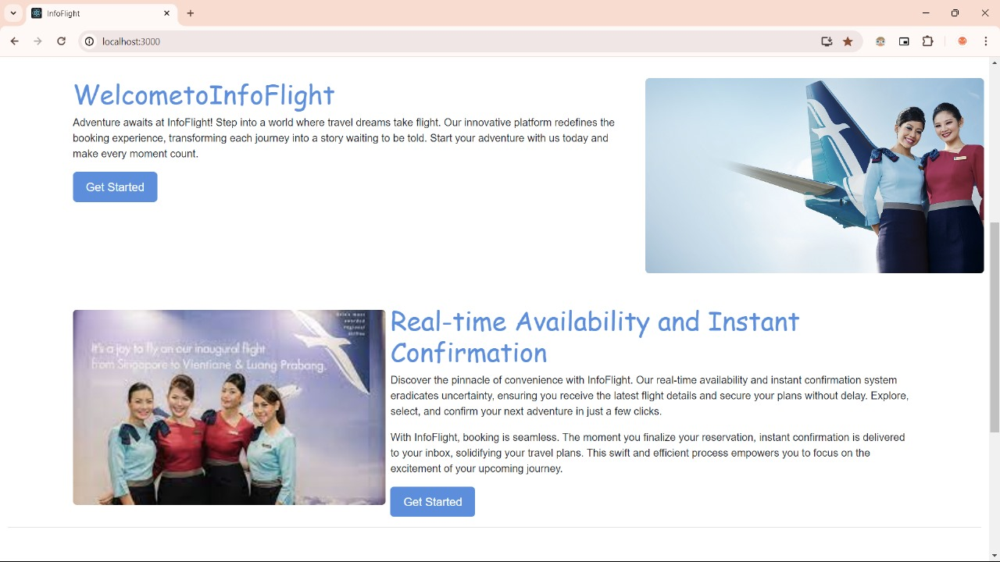 InfoFlight
localhost:3000
WelcometoInfoFlight
Adventure awaits at InfoFlight! Step into a world where travel dreams take flight. Our innovative platform redefines the
booking experience, transforming each journey into a story waiting to be told. Start your adventure with us today and
make every moment count.
Get Started
Asia's most
awarded
regional
airline
It's a joy to fly on our inaugural flight
from Singapore to Vientiane & Luang Prabang.
Real-time Availability and Instant
Confirmation
Discover the pinnacle of convenience with InfoFlight. Our real-time availability and instant confirmation system
eradicates uncertainty, ensuring you receive the latest flight details and secure your plans without delay. Explore,
select, and confirm your next adventure in just a few clicks.
With InfoFlight, booking is seamless. The moment you finalize your reservation, instant confirmation is delivered
to your inbox, solidifying your travel plans. This swift and efficient process empowers you to focus on the
excitement of your upcoming journey.
Get Started